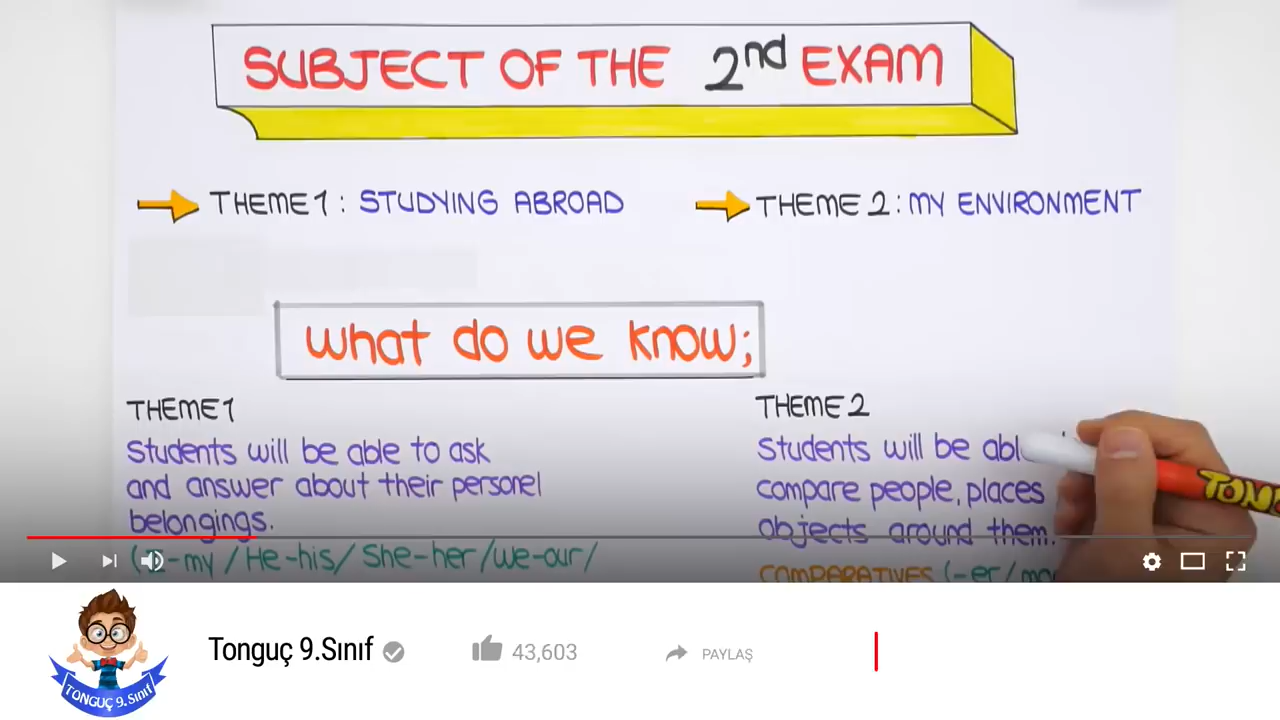 SUBJECT OF THE 2nd EXAM
THEME 1 : STUDYING ABROAD
THEME 2 : MY ENVIRONMENT
What do we know;
THEME 1
Students will be able to ask
and answer about their personel
belongings.
-my / He-his/ She-her /we-our/
THEME 2
Students will be
compare people, places
objects around them.
COMPARATIVES (-er/
Tonguç 9.Sınıf
43,603
PAYLAŞ
TONGUÇ 9.Sınıf